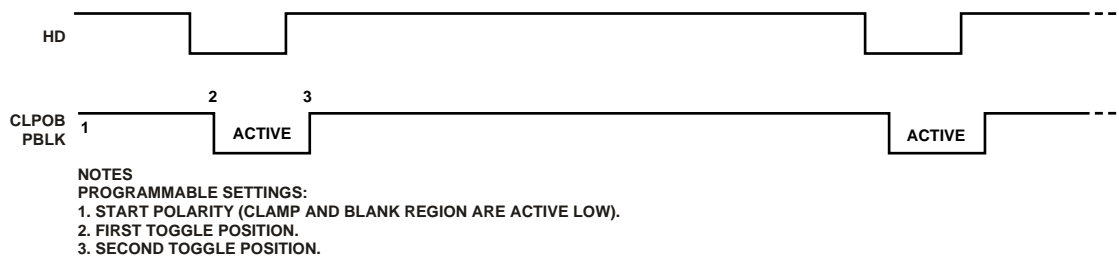 HD
2
3
CLPOB
PBLK
1
ACTIVE
ACTIVE
NOTES
PROGRAMMABLE SETTINGS:
1. START POLARITY (CLAMP AND BLANK REGION ARE ACTIVE LOW).
2. FIRST TOGGLE POSITION.
3. SECOND TOGGLE POSITION.